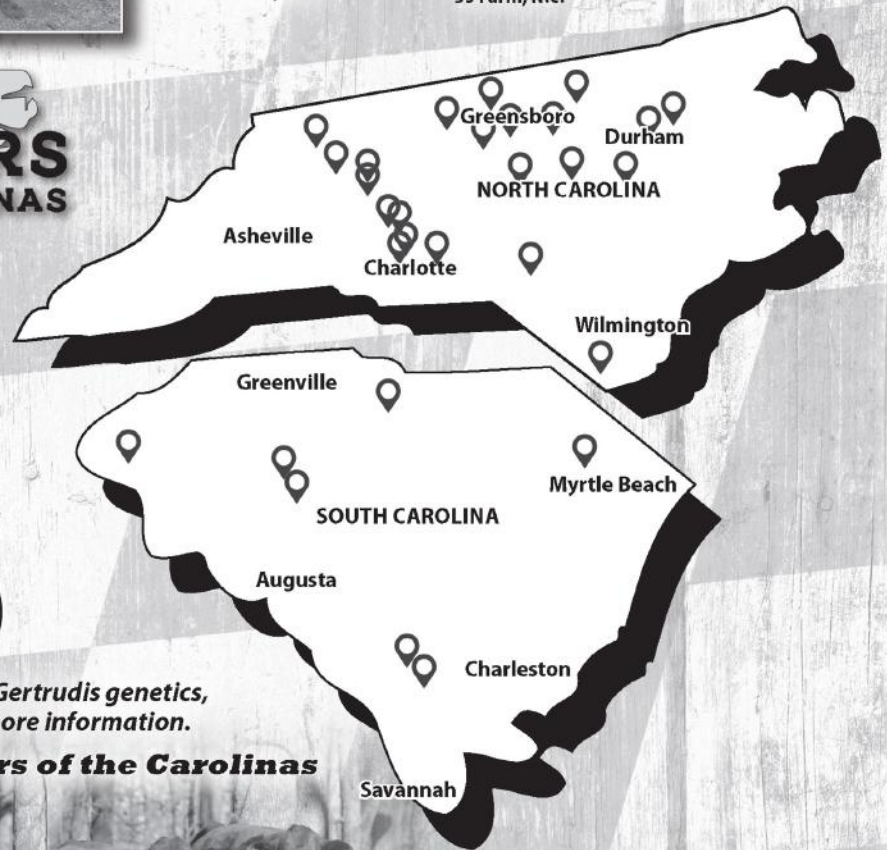 RS
NAS
Greensboro
Durham
NORTH CAROLINA
Asheville
Charlotte
Wilmington
Greenville
Myrtle Beach
SOUTH CAROLINA
Augusta
Charleston
Gertrudis genetics,
ore information.
rs of the Carolinas
Savannah